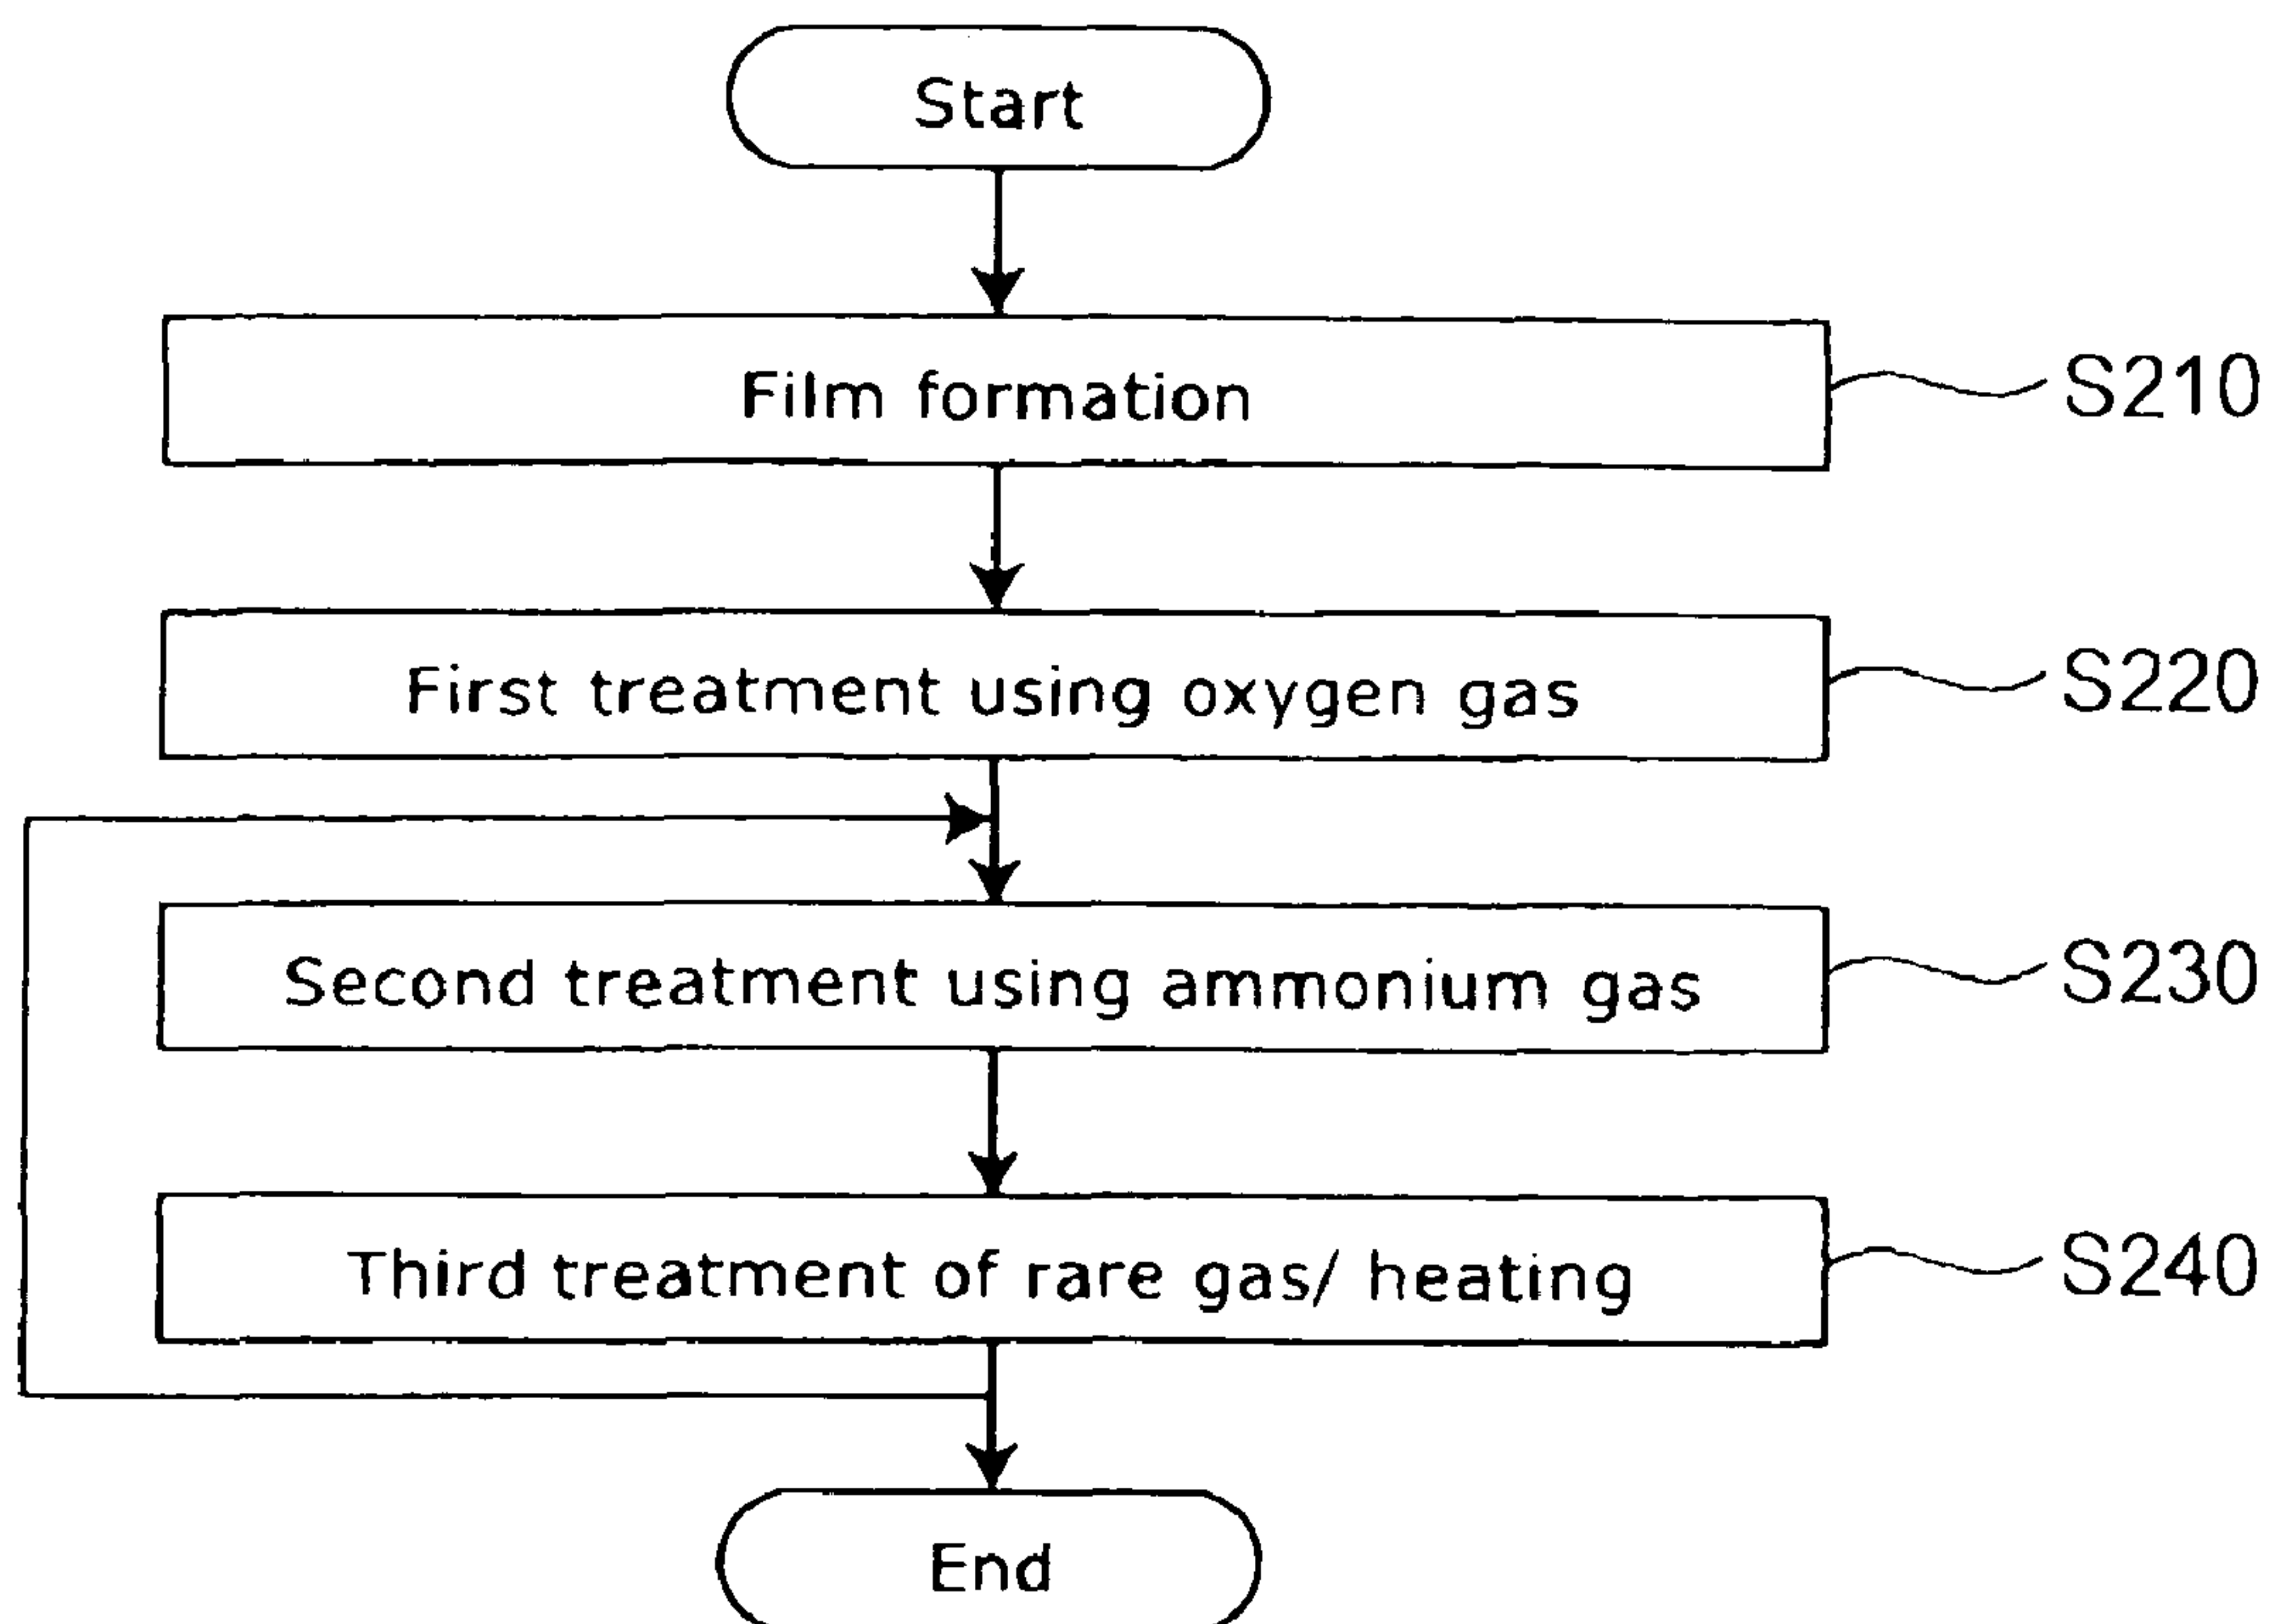 Start
Film formation
S210
First treatment using oxygen gas
S220
Second treatment using ammonium gas
S230
Third treatment of rare gas/ heating
S240
End